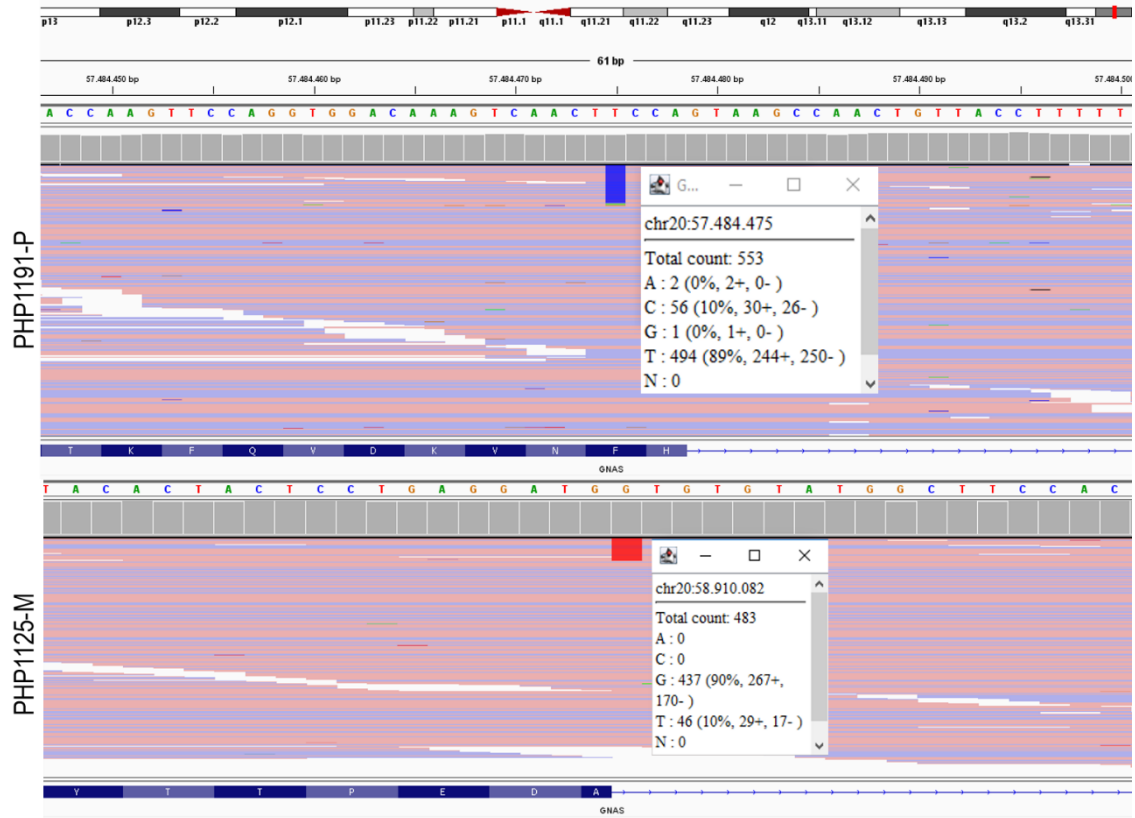 p13 p12.3 p12.2 p12.1 p11.23 p11.22 p11.21 p11.1 q11.1 q11.21 q11.22 q11.23 q12 q13.11 q13.12 q13.13 q13.2 q13.31
61 bp
57.484.450 bp 57.484.460 bp 57.484.470 bp 57.484.480 bp 57.484.490 bp 57.484.500
A C C A A G T T C C A G G T G G A C A A A G T C A A C T T C C A G T A A G C C A A C T G T T A C C T T T T T
PHP1191-P
G...
chr20:57.484.475
Total count: 553
A : 2 (0%, 2+, 0- )
C : 56 (10%, 30+, 26- )
G : 1 (0%, 1+, 0- )
T : 494 (89%, 244+, 250- )
N : 0
T K F Q V D K V N F H
GNAS
T A C A C T A C T C C T G A G G A T G G T G T G T A T G G C T T C C A C
PHP1125-M
chr20:58.910.082
Total count: 483
A : 0
C : 0
G : 437 (90%, 267+,
170- )
T : 46 (10%, 29+, 17- )
N : 0
Y T T P E D A
GNAS